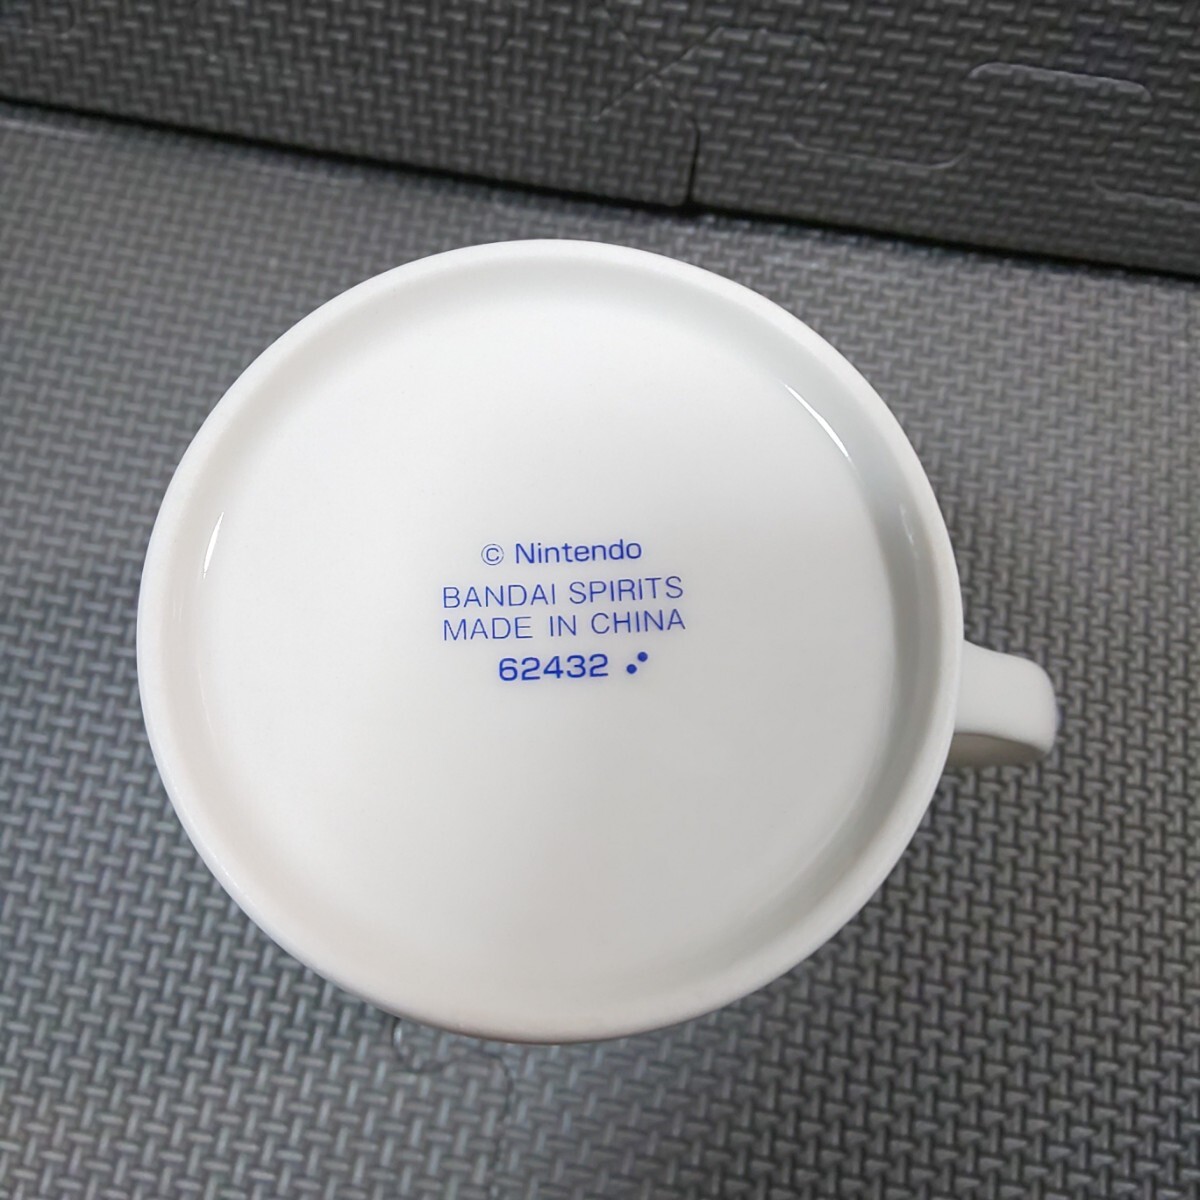 © Nintendo
BANDAI SPIRITS
MADE IN CHINA
62432